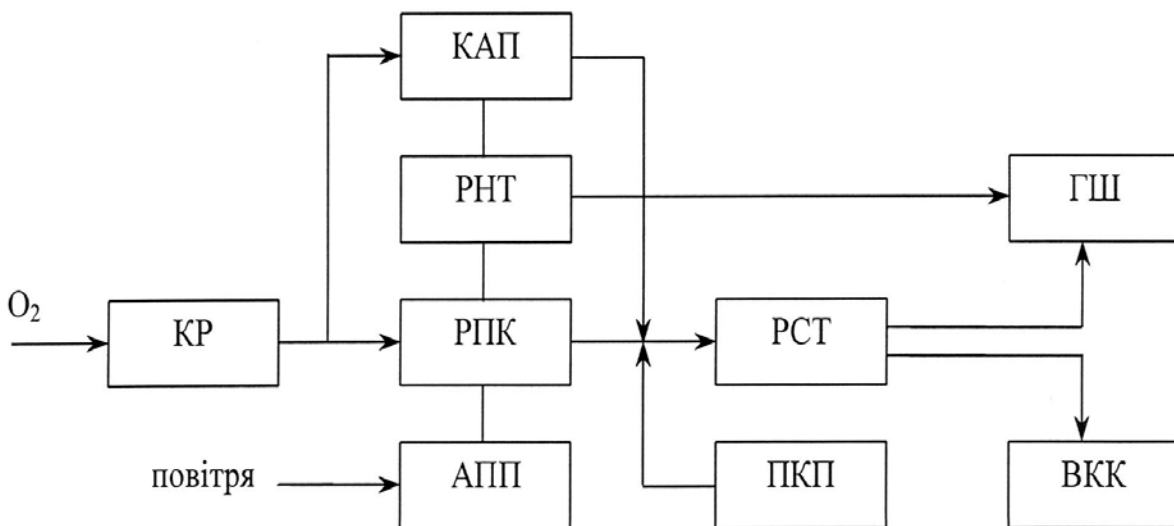 КАП
РНТ
ГШ
O₂
КР
РПК
РСТ
повітря
АПП
ПКП
ВКК